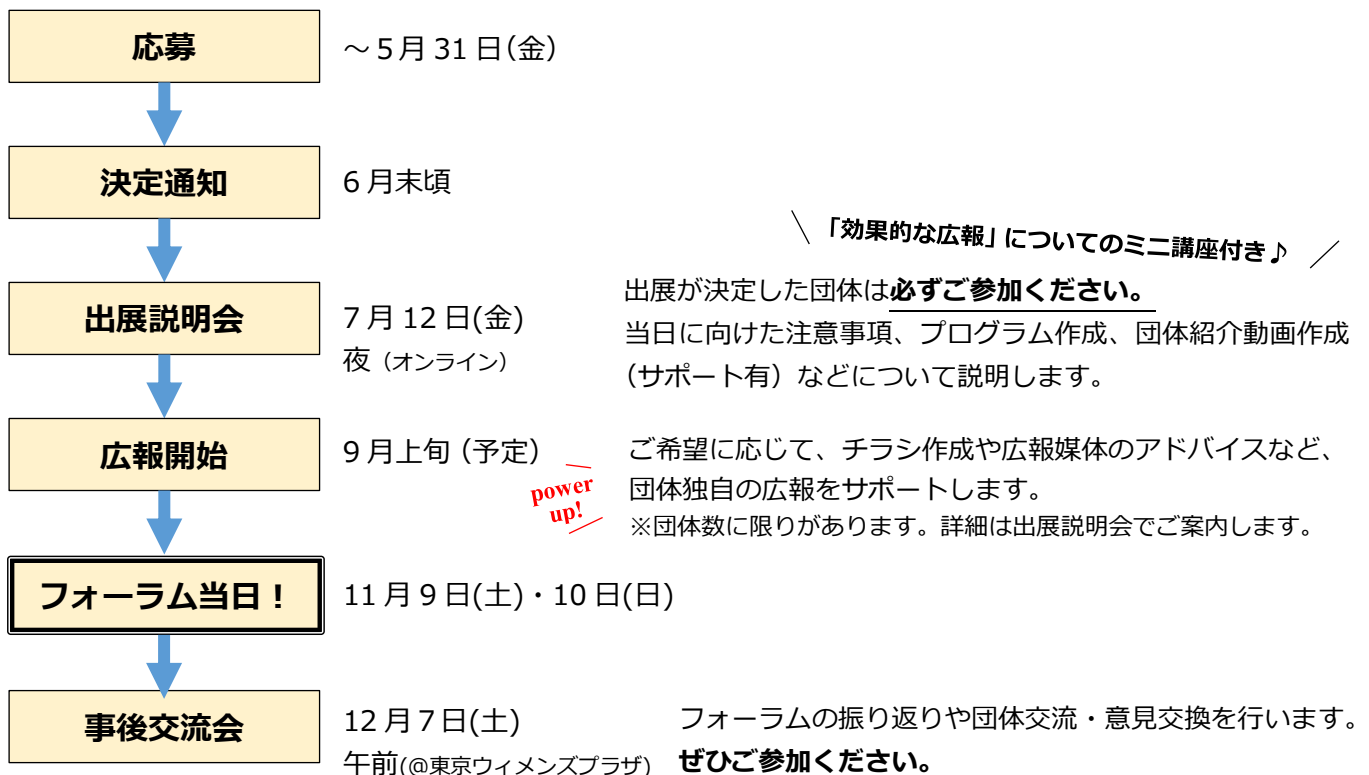 応募
～5月31日(金)
決定通知
6月末頃
\ 「効果的な広報」についてのミニ講座付き♪ /
出展説明会
7月12日(金)
夜（オンライン）
出展が決定した団体は必ずご参加ください。
当日に向けた注意事項、プログラム作成、団体紹介動画作成
（サポート有）などについて説明します。
広報開始
9月上旬（予定）
power
up!
ご希望に応じて、チラシ作成や広報媒体のアドバイスなど、
団体独自の広報をサポートします。
※団体数に限りがあります。詳細は出展説明会でご案内します。
フォーラム当日！
11月9日(土)・10日(日)
事後交流会
12月7日(土)
午前(@東京ウィメンズプラザ)
フォーラムの振り返りや団体交流・意見交換を行います。
ぜひご参加ください。